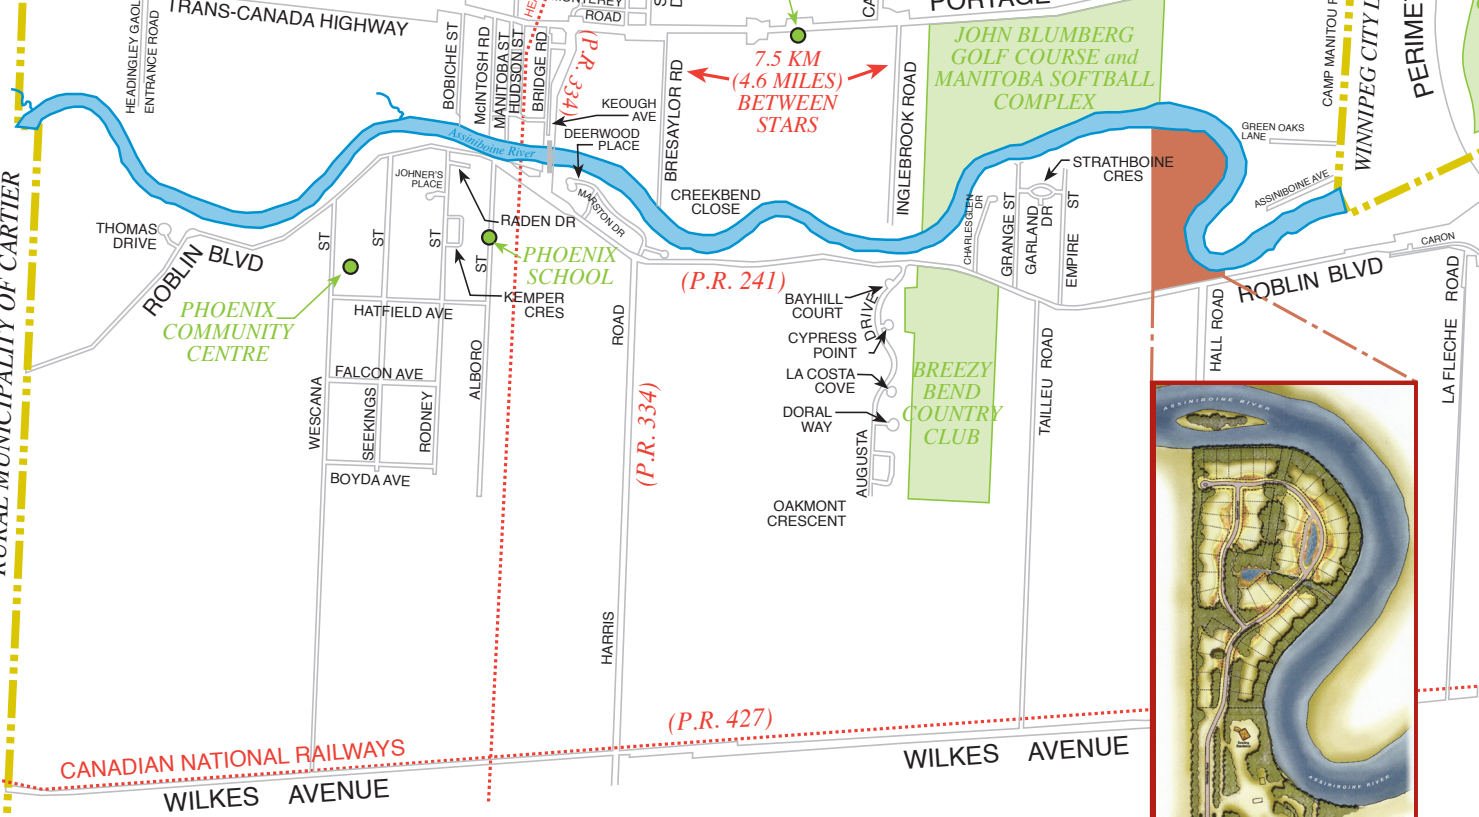 TRANS-CANADA HIGHWAY
HEADINGLEY GAOL
ENTRANCE ROAD
BOBICHE ST
McINTOSH RD
MANITOBA ST
HUDSON ST
BRIDGE RD
ROAD
(P.R. 334)
KEOUGH
AVE
DEERWOOD
PLACE
BRESAYLOR RD
7.5 KM
(4.6 MILES)
BETWEEN
STARS
INGLEBROOK ROAD
PORTAGE
JOHN BLUMBERG
GOLF COURSE and
MANITOBA SOFTBALL
COMPLEX
CAMP MANITOU
WINNIPEG CITY
GREEN OAKS
LANE
ASSINIBOINE AVE
Assiniboine River
RURAL MUNICIPALITY OF CARTIER
THOMAS
DRIVE
ROBLIN BLVD
JOHNER'S
PLACE
RADEN DR
MARSTON DR
CREEKBEND
CLOSE
CHARLESGLEN
DR
GRANGE ST
GARLAND
DR
EMPIRE ST
STRATHBOINE
CRES
PHOENIX
SCHOOL
KEMPER
CRES
PHOENIX
COMMUNITY
CENTRE
HATFIELD AVE
FALCON AVE
BOYDA AVE
WESCANA ST
SEEKINGS ST
RODNEY ST
ALBORO ST
(P.R. 241)
HARRIS ROAD
(P.R. 334)
BAYHILL
COURT
CYPRESS
POINT
LA COSTA
COVE
DORAL
WAY
AUGUSTA DRIVE
OAKMONT
CRESCENT
BREEZY
BEND
COUNTRY
CLUB
TAILLEU ROAD
HALL ROAD
ROBLIN BLVD
CARON
LA FLECHE ROAD
ASSINIBOINE RIVER
ASSINIBOINE RIVER
(P.R. 427)
CANADIAN NATIONAL RAILWAYS
WILKES AVENUE
WILKES AVENUE